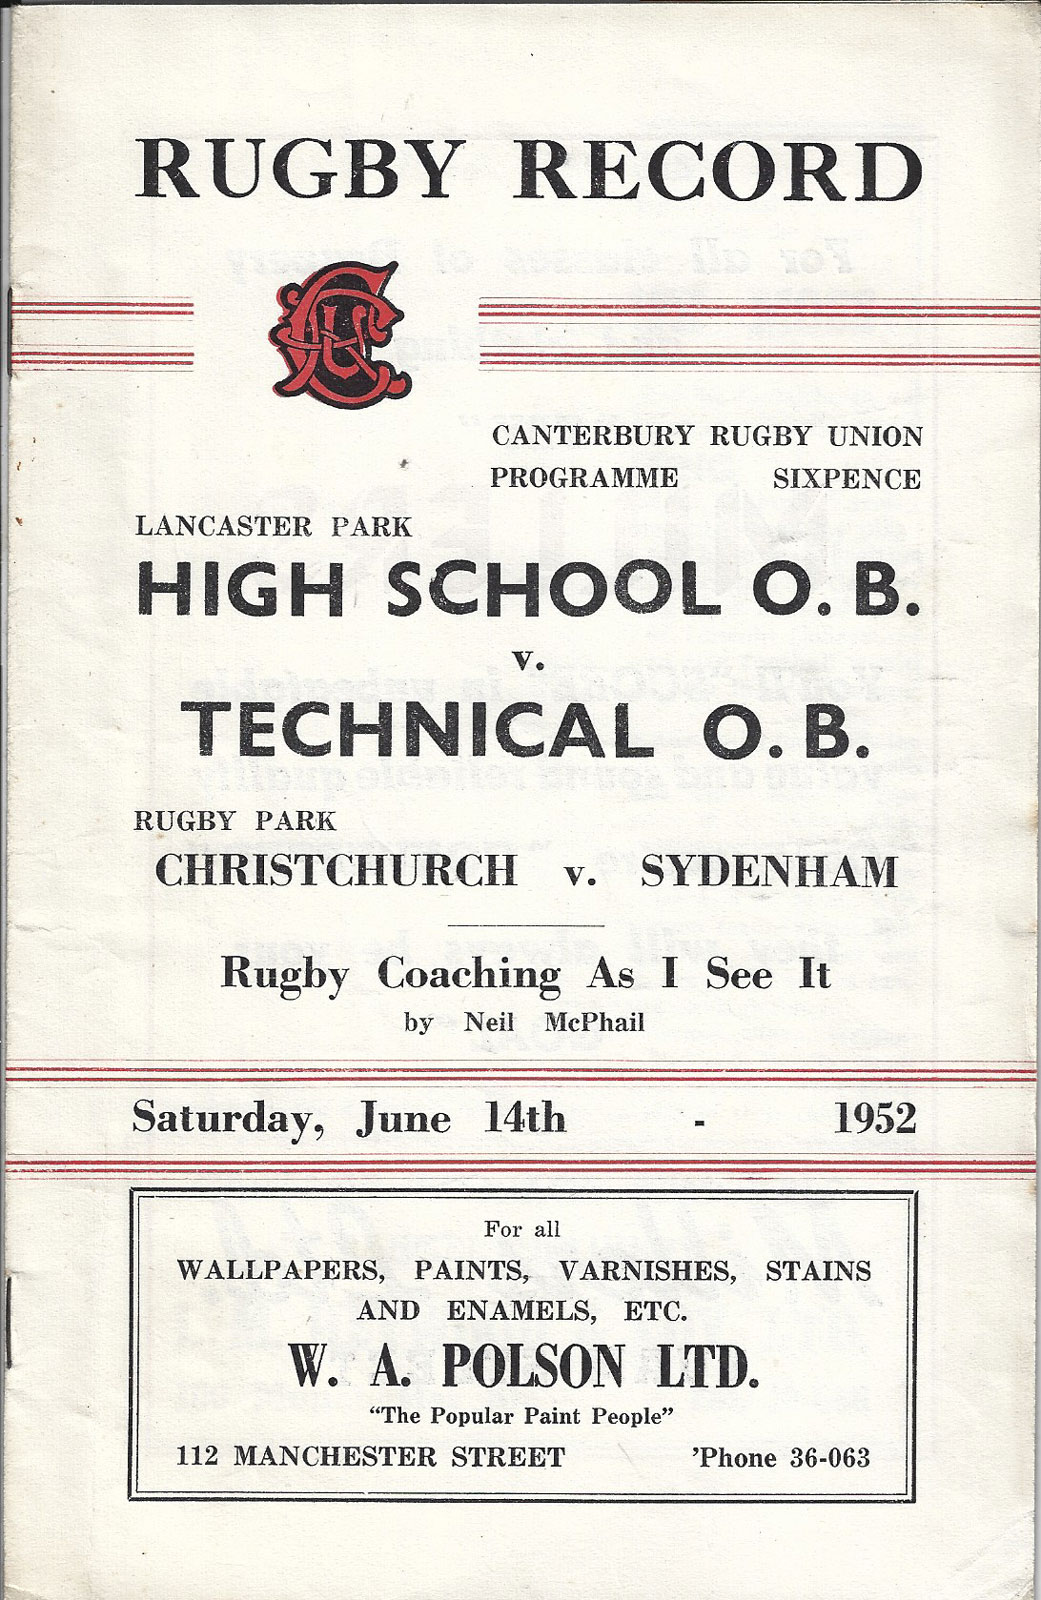 RUGBY RECORD
CANTERBURY RUGBY UNION
PROGRAMME SIXPENCE
LANCASTER PARK
HIGH SCHOOL O. B.
v.
TECHNICAL O. B.
RUGBY PARK
CHRISTCHURCH v. SYDENHAM
Rugby Coaching As I See It
by Neil McPhail
Saturday, June 14th - 1952
For all
WALLPAPERS, PAINTS, VARNISHES, STAINS
AND ENAMELS, ETC.
W. A. POLSON LTD.
“The Popular Paint People”
112 MANCHESTER STREET ’Phone 36-063